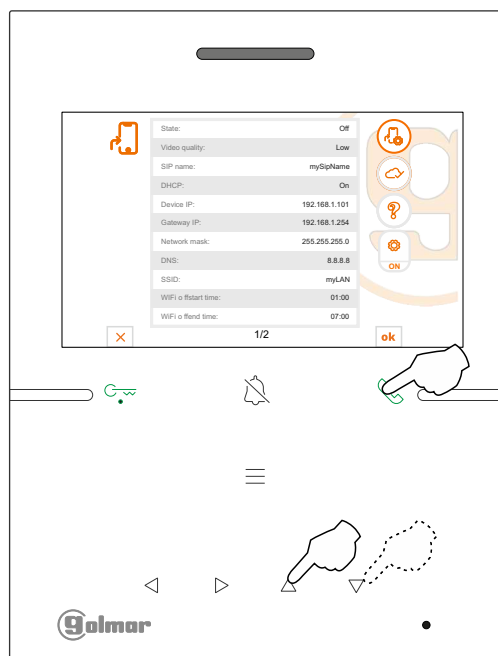 State: Off
Video quality: Low
SIP name: mySipName
DHCP: On
Device IP: 192.168.1.101
Gateway IP: 192.168.1.254
Network mask: 255.255.255.0
DNS: 8.8.8.8
SSID: myLAN
WIFi o ffstart time: 01:00
WiFi o ffend time: 07:00
ON
1/2
ok
golmar